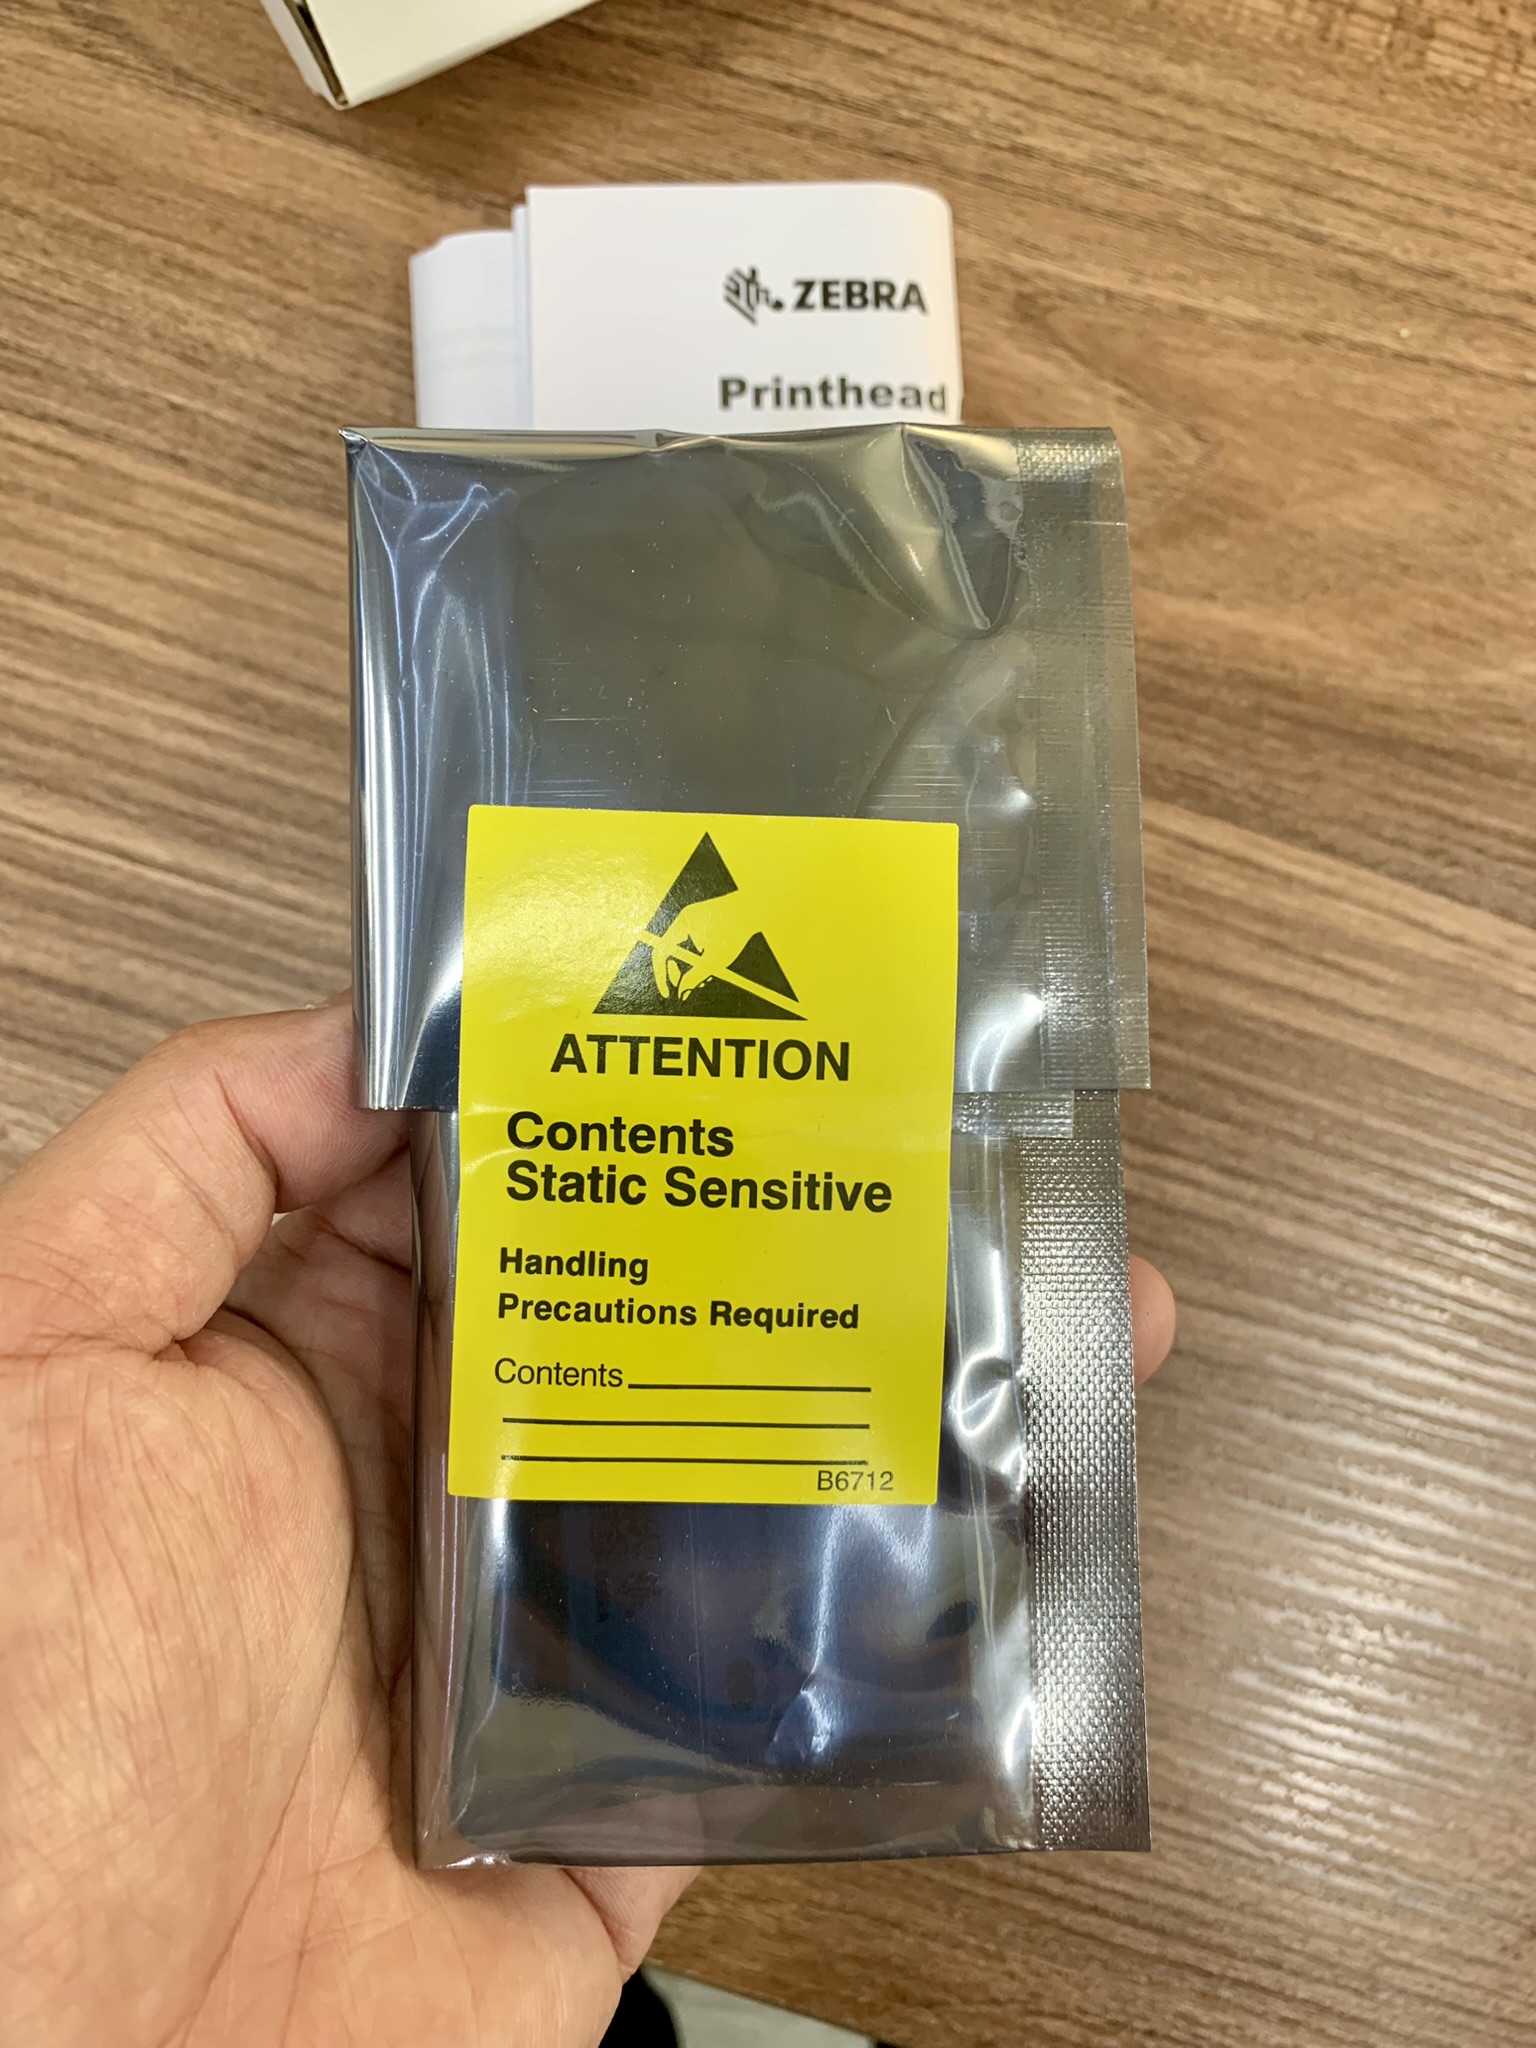 ZEBRA
Printhead
ATTENTION
Contents
Static Sensitive
Handling
Precautions Required
Contents
B6712